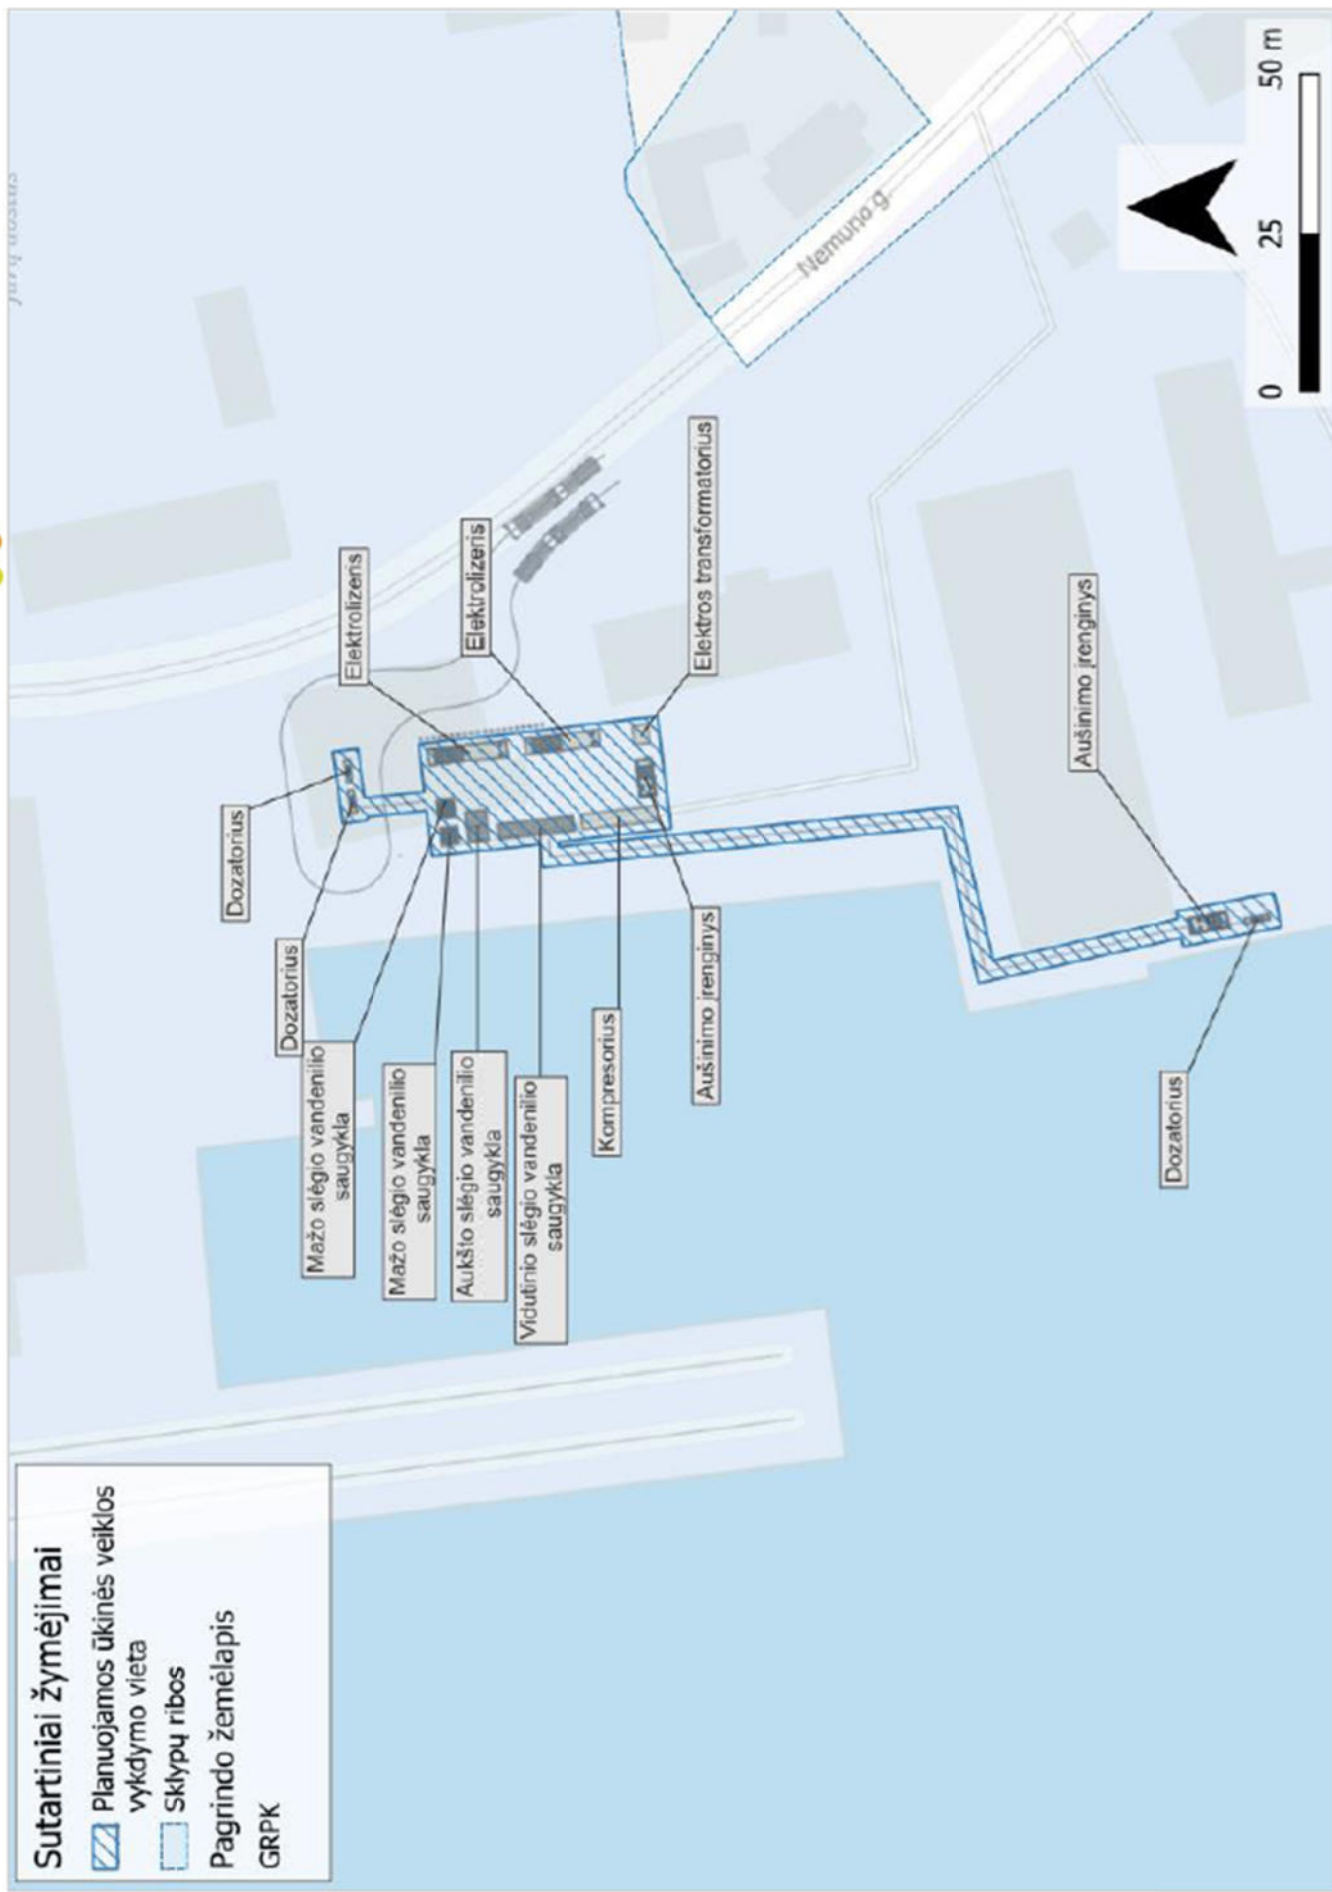 Sutartiniai žymėjimai
Planuojamos ūkinės veiklos
vykdymo vieta
Sklypų ribos
Pagrindo žemėlapis
GRPK
Dozatorius
Dozatorius
Mažo slėgio vandenilio
saugykla
Mažo slėgio vandenilio
saugykla
Aukšto slėgio vandenilio
saugykla
Vidutinio slėgio vandenilio
saugykla
Kompresorius
Aušinimo įrenginys
Dozatorius
Elektrolizeris
Elektrolizeris
Elektros transformatorius
Aušinimo įrenginys
Nemuno g.
0 25 50 m